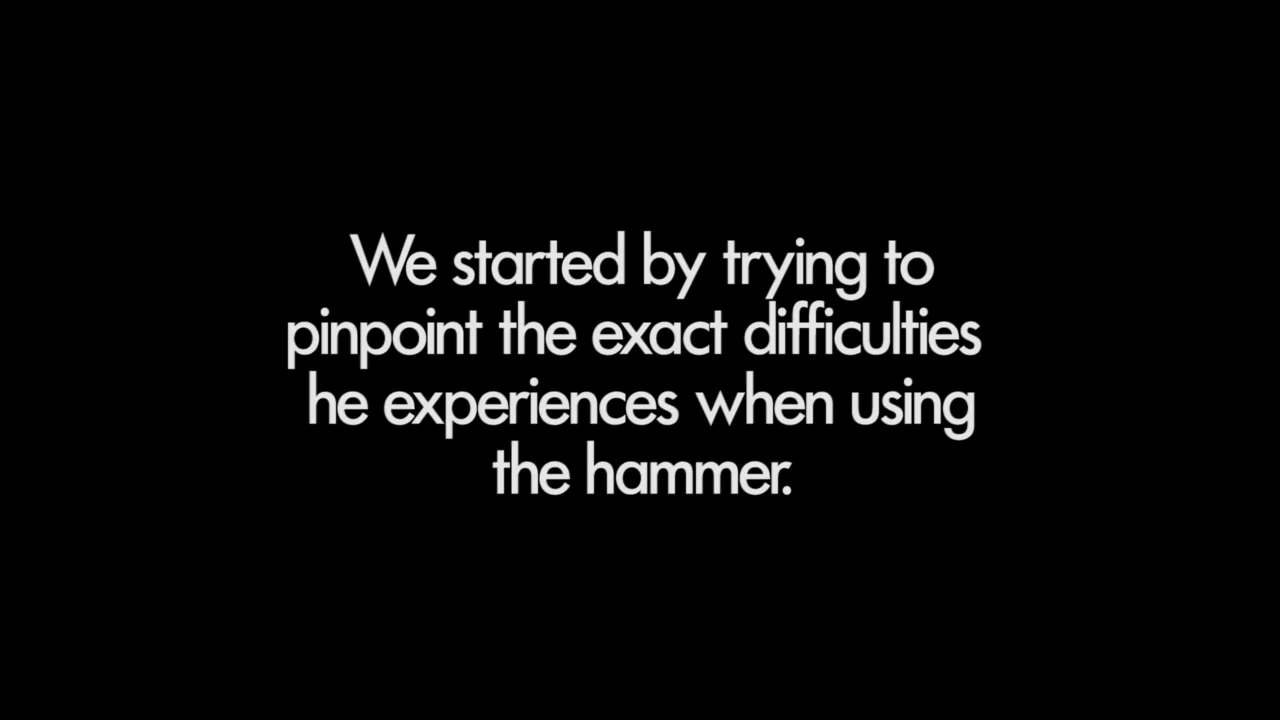 We started by trying to
pinpoint the exact difficulties
he experiences when using
the hammer.